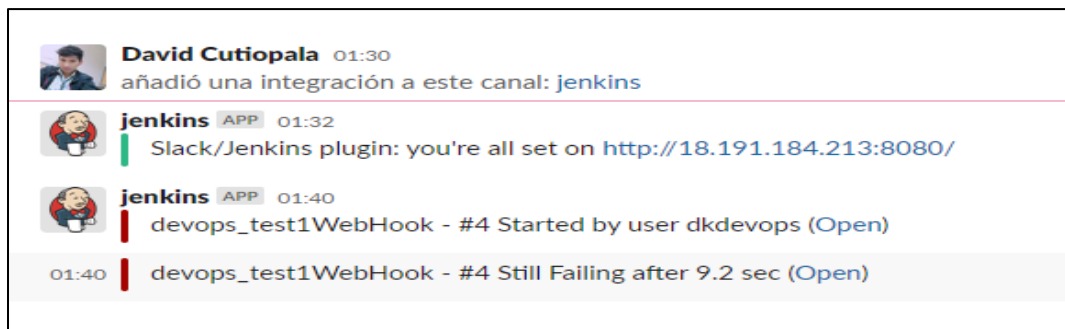 David Cutiopala 01:30
añadió una integración a este canal: jenkins
jenkins APP 01:32
Slack/Jenkins plugin: you're all set on http://18.191.184.213:8080/
jenkins APP 01:40
devops_test1WebHook - #4 Started by user dkdevops (Open)
01:40 devops_test1WebHook - #4 Still Failing after 9.2 sec (Open)